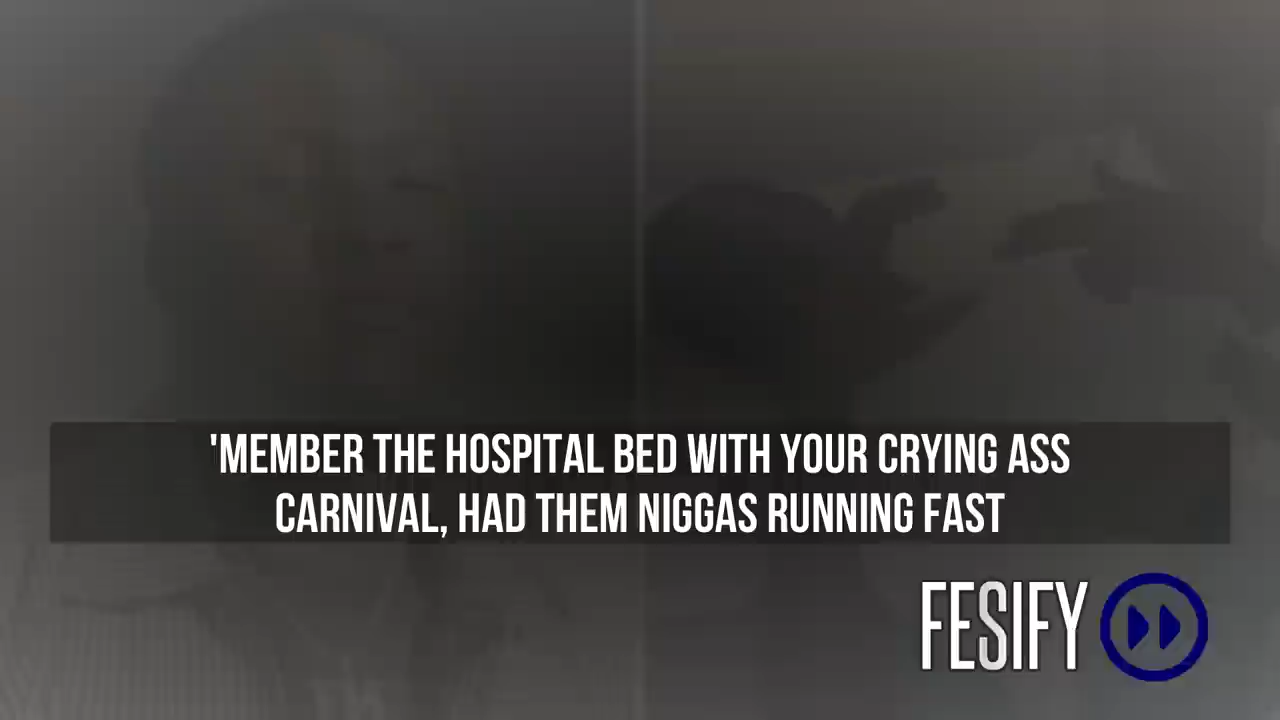 'MEMBER THE HOSPITAL BED WITH YOUR CRYING ASS
CARNIVAL, HAD THEM NIGGAS RUNNING FAST
FESIFY